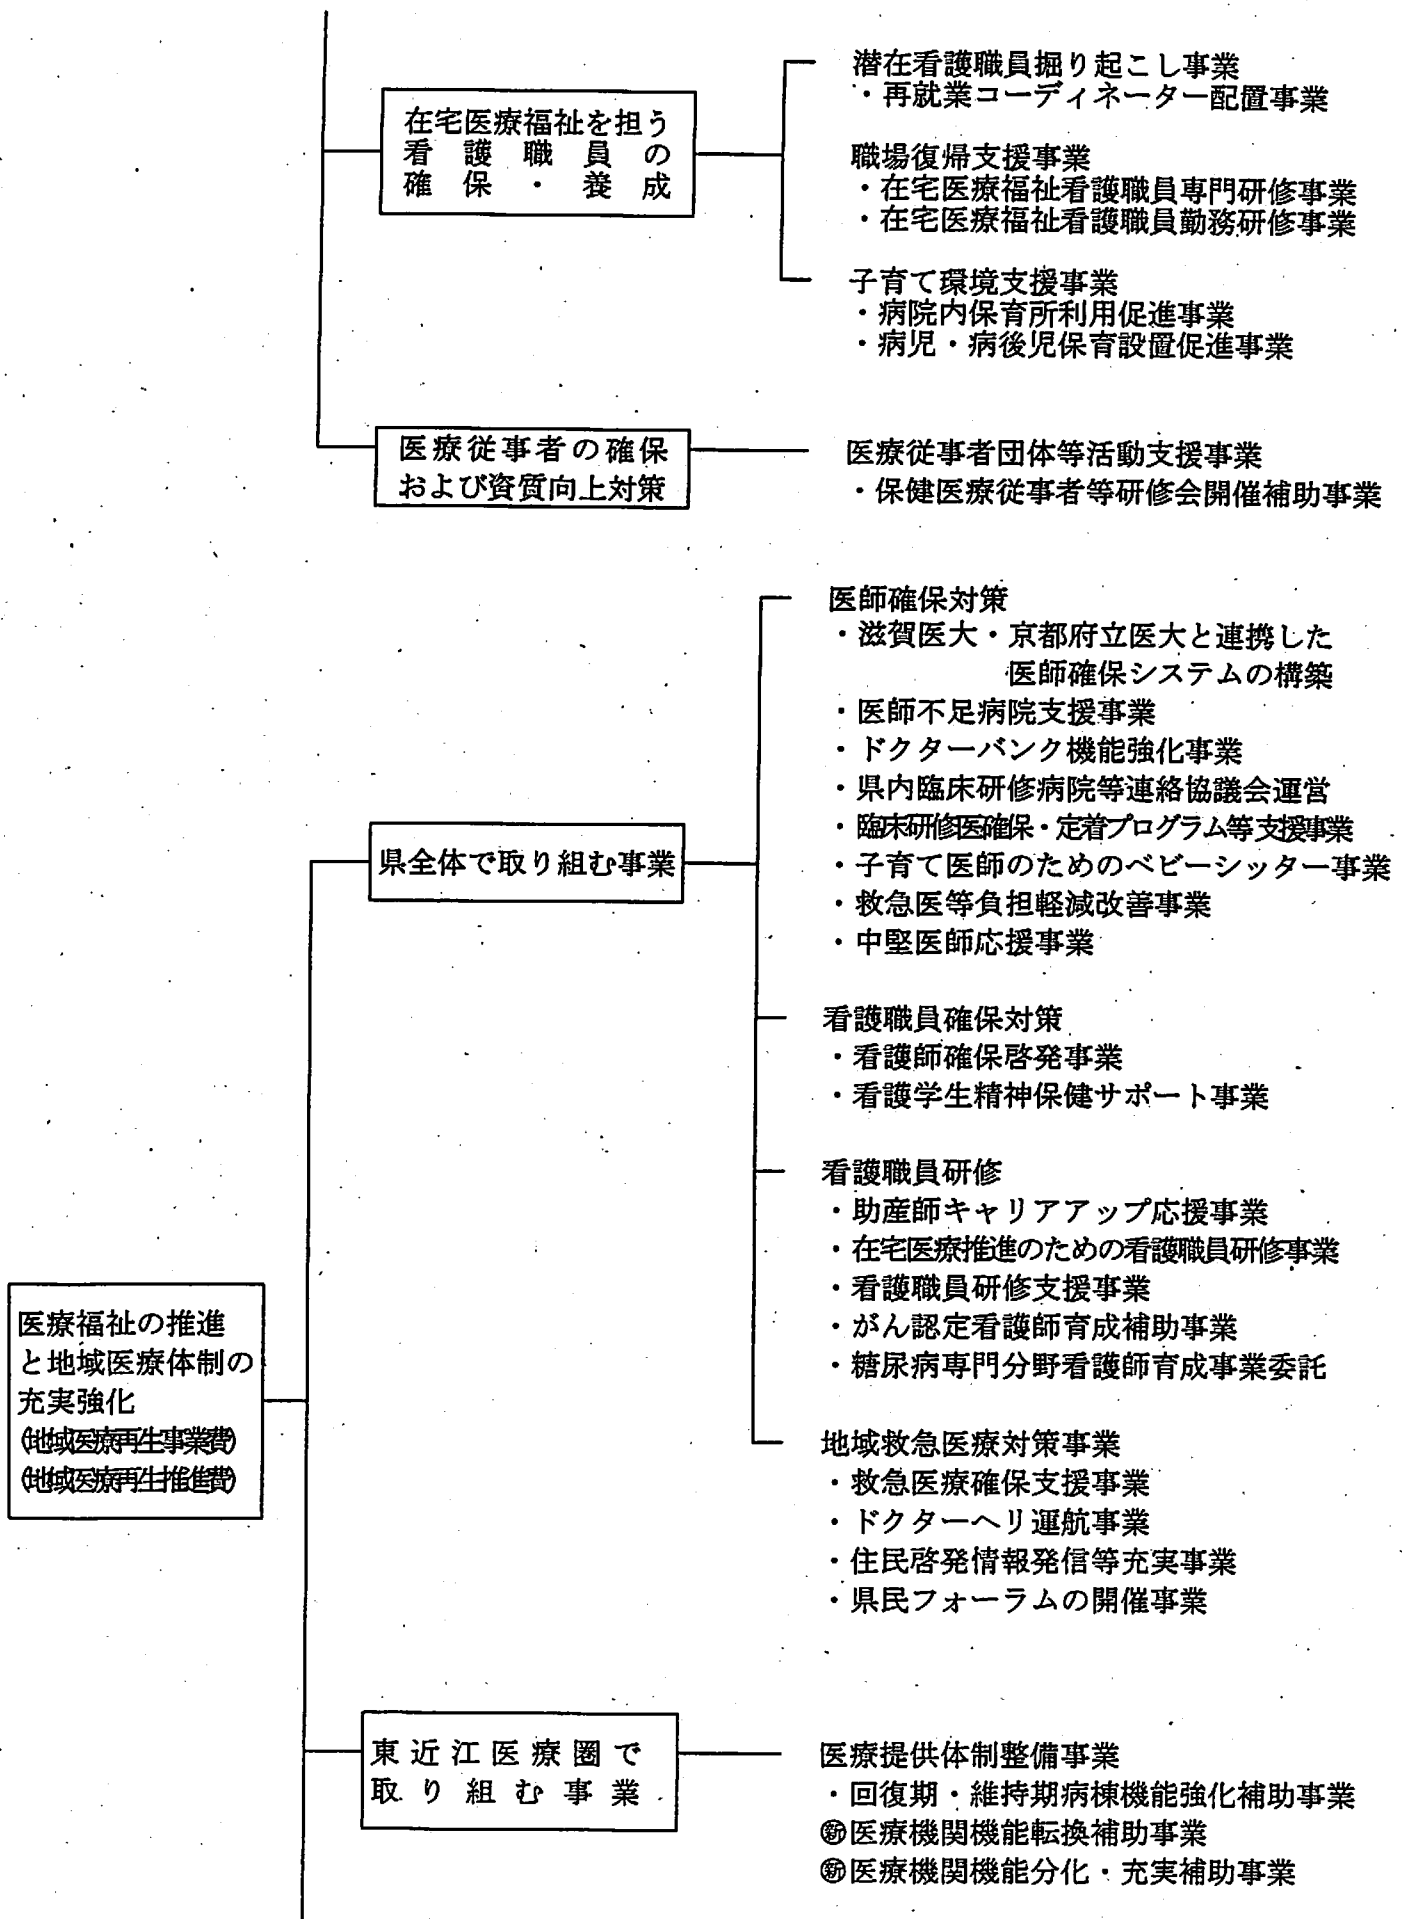 在宅医療福祉を担う
看護職員の
確保・養成
潜在看護職員掘り起こし事業
・再就業コーディネーター配置事業
職場復帰支援事業
・在宅医療福祉看護職員専門研修事業
・在宅医療福祉看護職員勤務研修事業
子育て環境支援事業
・病院内保育所利用促進事業
・病児・病後児保育設置促進事業
医療従事者の確保
および資質向上対策
医療従事者団体等活動支援事業
・保健医療従事者等研修会開催補助事業
医療福祉の推進
と地域医療体制の
充実強化
(地域医療再生事業費)
(地域医療再生推進費)
県全体で取り組む事業
医師確保対策
・滋賀医大・京都府立医大と連携した
医師確保システムの構築
・医師不足病院支援事業
・ドクターバンク機能強化事業
・県内臨床研修病院等連絡協議会運営
・臨床研修医確保・定着プログラム等支援事業
・子育て医師のためのベビーシッター事業
・救急医等負担軽減改善事業
・中堅医師応援事業
看護職員確保対策
・看護師確保啓発事業
・看護学生精神保健サポート事業
看護職員研修
・助産師キャリアアップ応援事業
・在宅医療推進のための看護職員研修事業
・看護職員研修支援事業
・がん認定看護師育成補助事業
・糖尿病専門分野看護師育成事業委託
地域救急医療対策事業
・救急医療確保支援事業
・ドクターヘリ運航事業
・住民啓発情報発信等充実事業
・県民フォーラムの開催事業
東近江医療圏で
取り組む事業
医療提供体制整備事業
・回復期・維持期病棟機能強化補助事業
㊟医療機関機能転換補助事業
㊟医療機関機能分化・充実補助事業